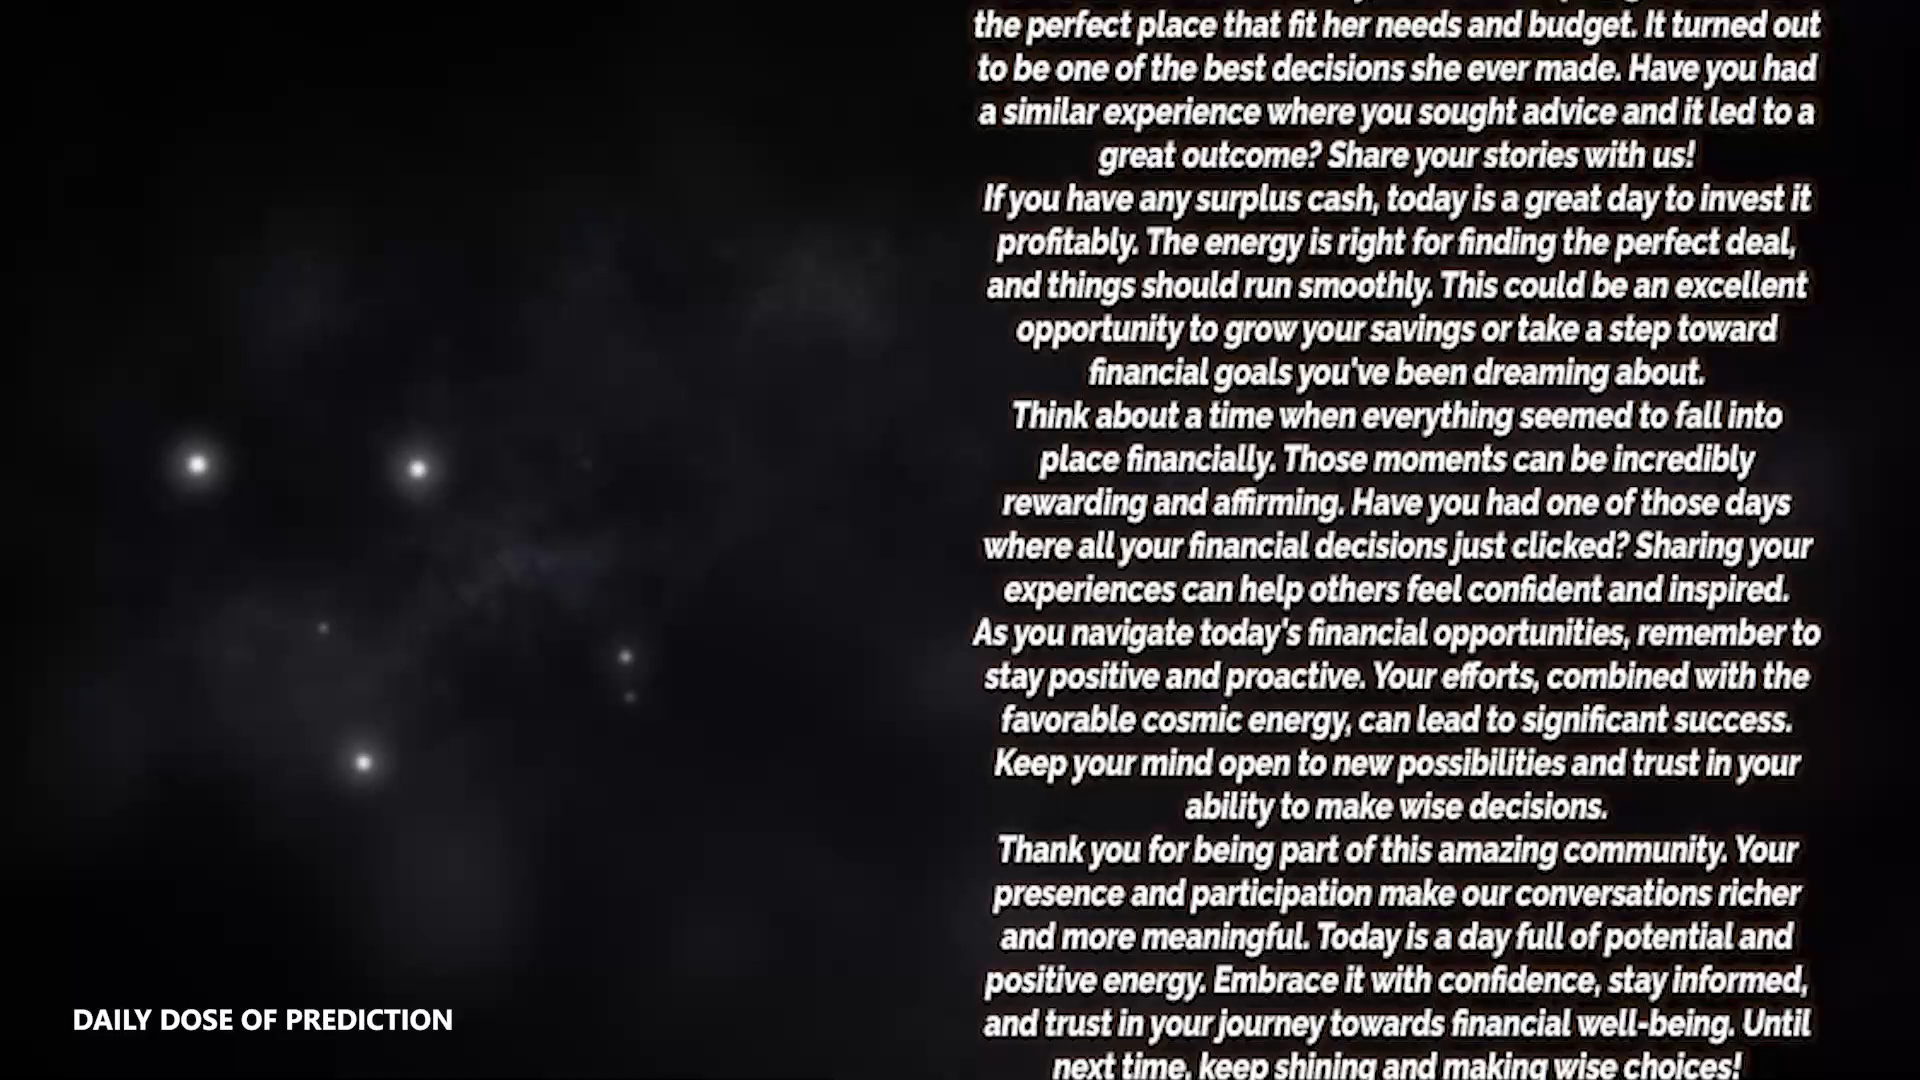 the perfect place that fit her needs and budget. It turned out
to be one of the best decisions she ever made. Have you had
a similar experience where you sought advice and it led to a
great outcome? Share your stories with us!
If you have any surplus cash, today is a great day to invest it
profitably. The energy is right for finding the perfect deal,
and things should run smoothly. This could be an excellent
opportunity to grow your savings or take a step toward
financial goals you've been dreaming about.
Think about a time when everything seemed to fall into
place financially. Those moments can be incredibly
rewarding and affirming. Have you had one of those days
where all your financial decisions just clicked? Sharing your
experiences can help others feel confident and inspired.
As you navigate today's financial opportunities, remember to
stay positive and proactive. Your efforts, combined with the
favorable cosmic energy, can lead to significant success.
Keep your mind open to new possibilities and trust in your
ability to make wise decisions.
Thank you for being part of this amazing community. Your
presence and participation make our conversations richer
and more meaningful. Today is a day full of potential and
positive energy. Embrace it with confidence, stay informed,
and trust in your journey towards financial well-being. Until
next time, keep shining and making wise choices!
DAILY DOSE OF PREDICTION